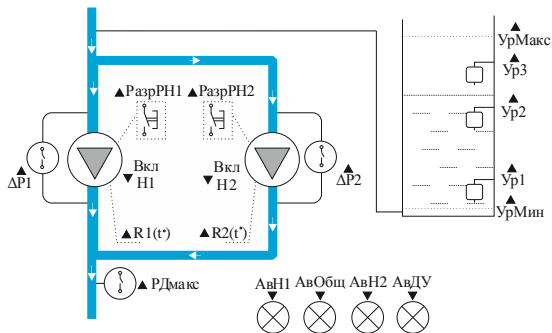 ▲УрМакс
▲Ур3
▲РазрРН1 ▲РазрРН2
▲Ур2
Вкл
▼Н1
Вкл
▼Н2
▲ΔP1
▲ΔP2
▲Ур1
▲УрМин
▲R1(t°) ▲R2(t°)
▲РДмакс
АвН1 АвОбщ АвН2 АвДУ